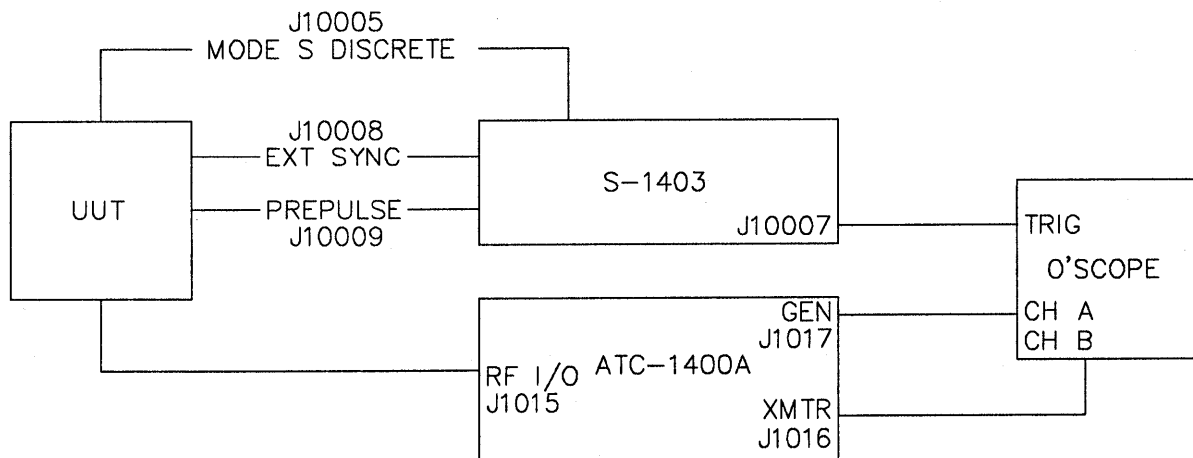 J10005
MODE S DISCRETE
J10008
EXT SYNC
UUT
PREPULSE
J10009
S-1403
J10007
TRIG
O'SCOPE
CH A
CH B
GEN
J1017
RF I/O
J1015
ATC-1400A
XMTR
J1016